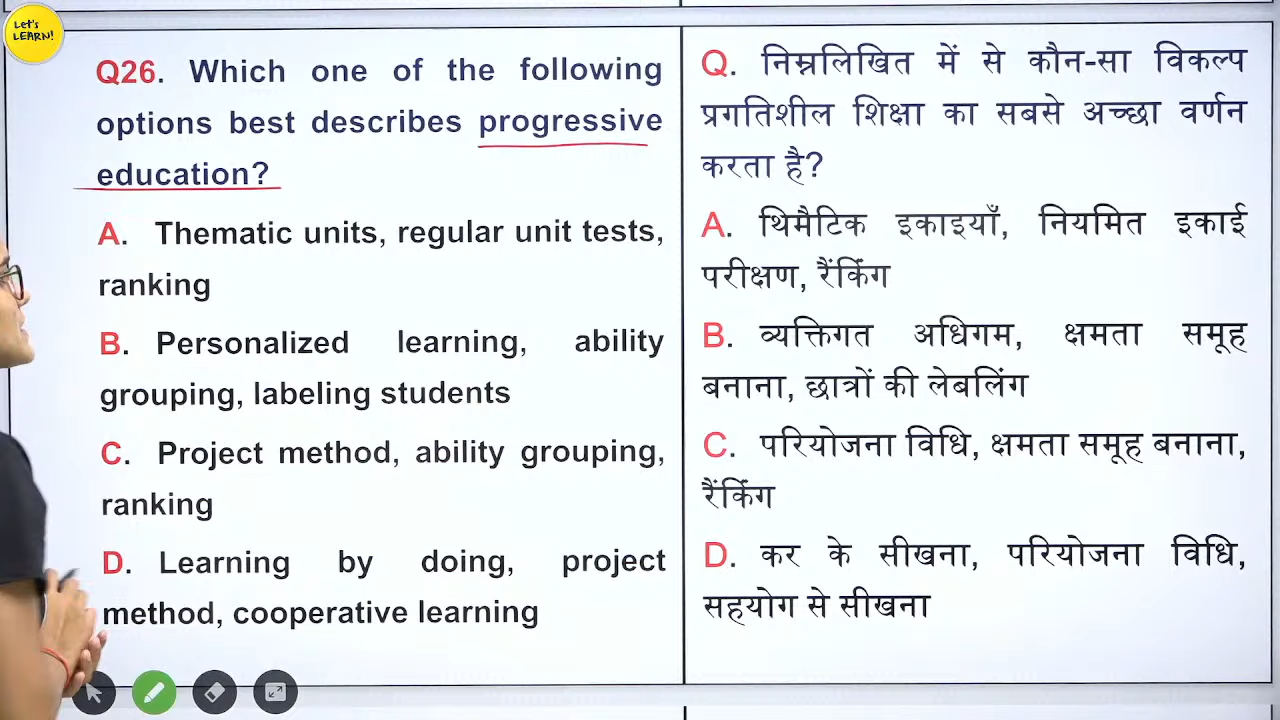 Let's
LEARN!
Q26. Which one of the following
options best describes progressive
education?
A. Thematic units, regular unit tests,
ranking
B. Personalized learning, ability
grouping, labeling students
C. Project method, ability grouping,
ranking
D. Learning by doing, project
method, cooperative learning
Q. निम्नलिखित में से कौन-सा विकल्प
प्रगतिशील शिक्षा का सबसे अच्छा वर्णन
करता है?
A. थिमैटिक इकाइयाँ, नियमित इकाई
परीक्षण, रैंकिंग
B. व्यक्तिगत अधिगम, क्षमता समूह
बनाना, छात्रों की लेबलिंग
C. परियोजना विधि, क्षमता समूह बनाना,
रैंकिंग
D. कर के सीखना, परियोजना विधि,
सहयोग से सीखना